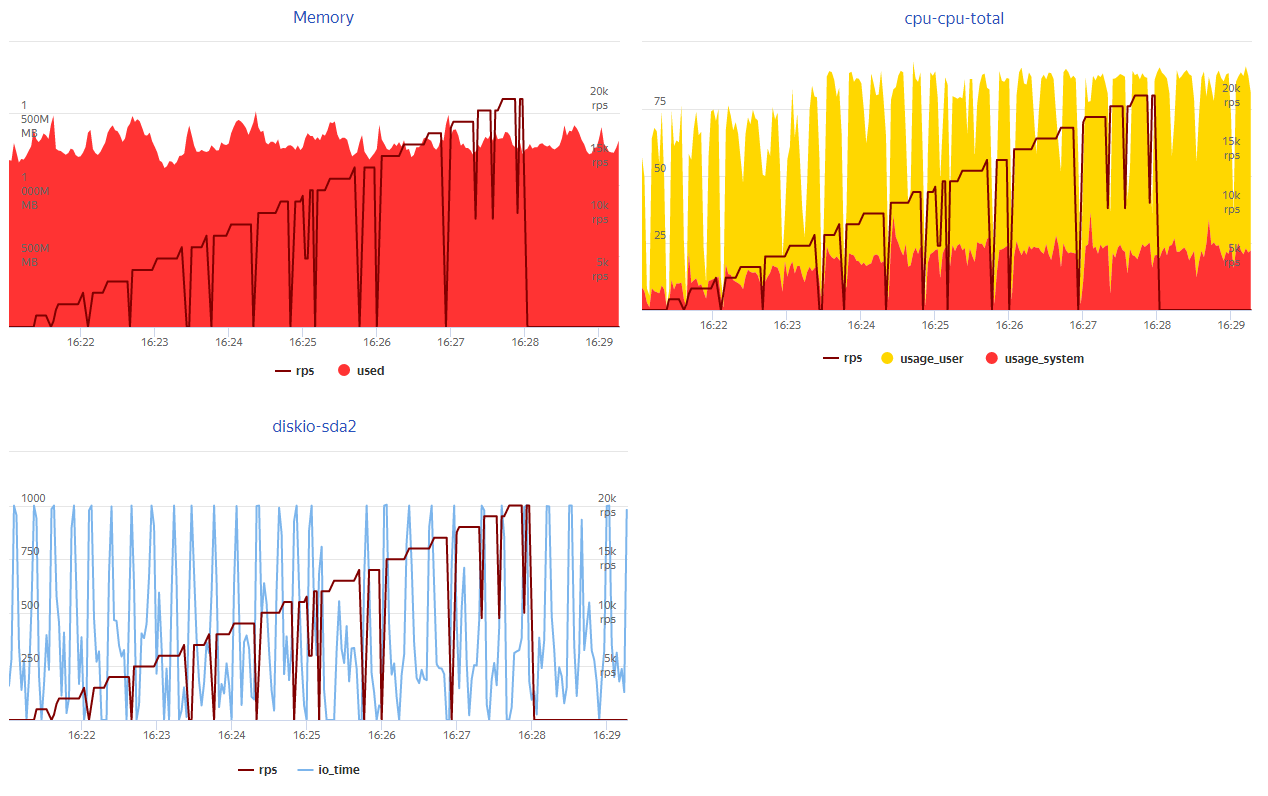 Memory
1
500M
MB
1
000M
MB
500M
MB
20k
rps
15k
rps
10k
rps
5k
rps
16:22 16:23 16:24 16:25 16:26 16:27 16:28 16:29
rps used
cpu-cpu-total
75
50
25
20k
rps
15k
rps
10k
rps
5k
rps
16:22 16:23 16:24 16:25 16:26 16:27 16:28 16:29
rps usage_user usage_system
diskio-sda2
1000
750
500
250
20k
rps
15k
rps
10k
rps
5k
rps
16:22 16:23 16:24 16:25 16:26 16:27 16:28 16:29
rps io_time